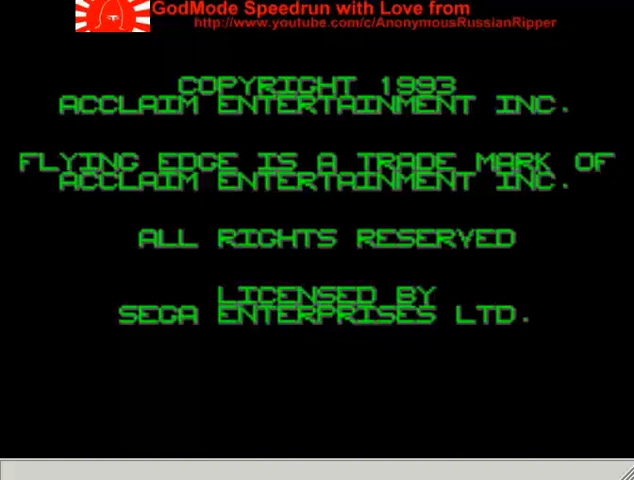 GodMode Speedrun with Love from
http://www.youtube.com/c/AnonymousRussianRipper
COPYRIGHT 1993
ACCLAIM ENTERTAINMENT INC.
FLYING EDGE IS A TRADE MARK OF
ACCLAIM ENTERTAINMENT INC.
ALL RIGHTS RESERVED
LICENSED BY
SEGA ENTERPRISES LTD.